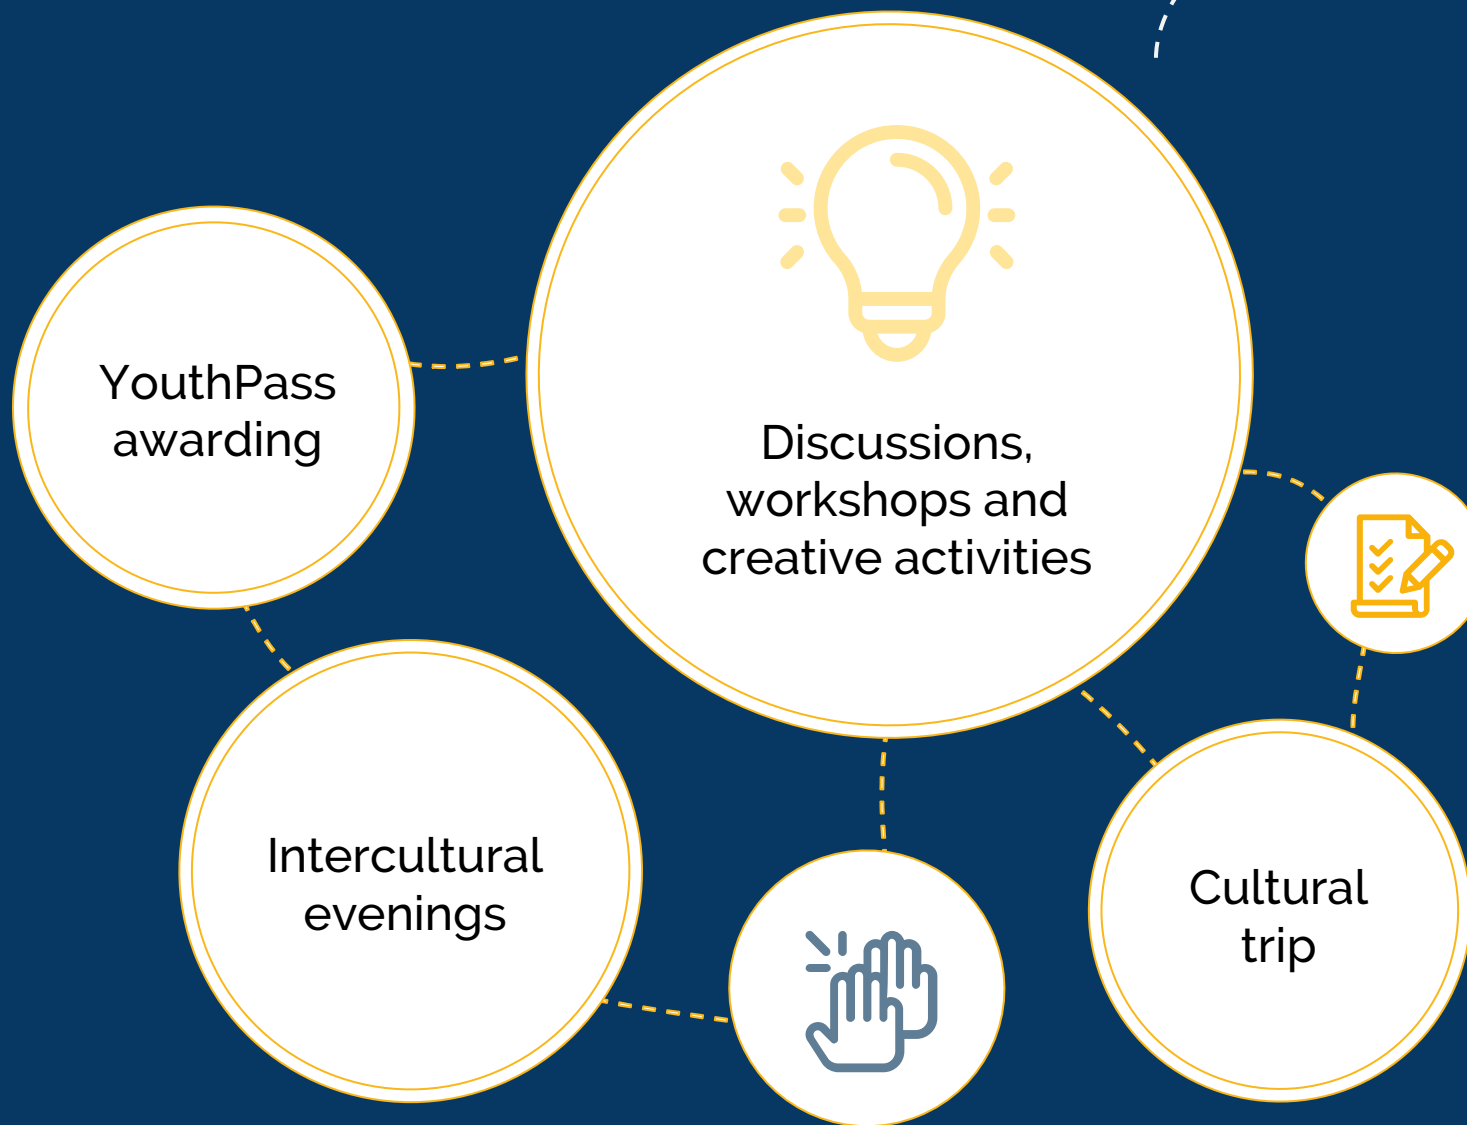 YouthPass
awarding
Discussions,
workshops and
creative activities
Intercultural
evenings
Cultural
trip